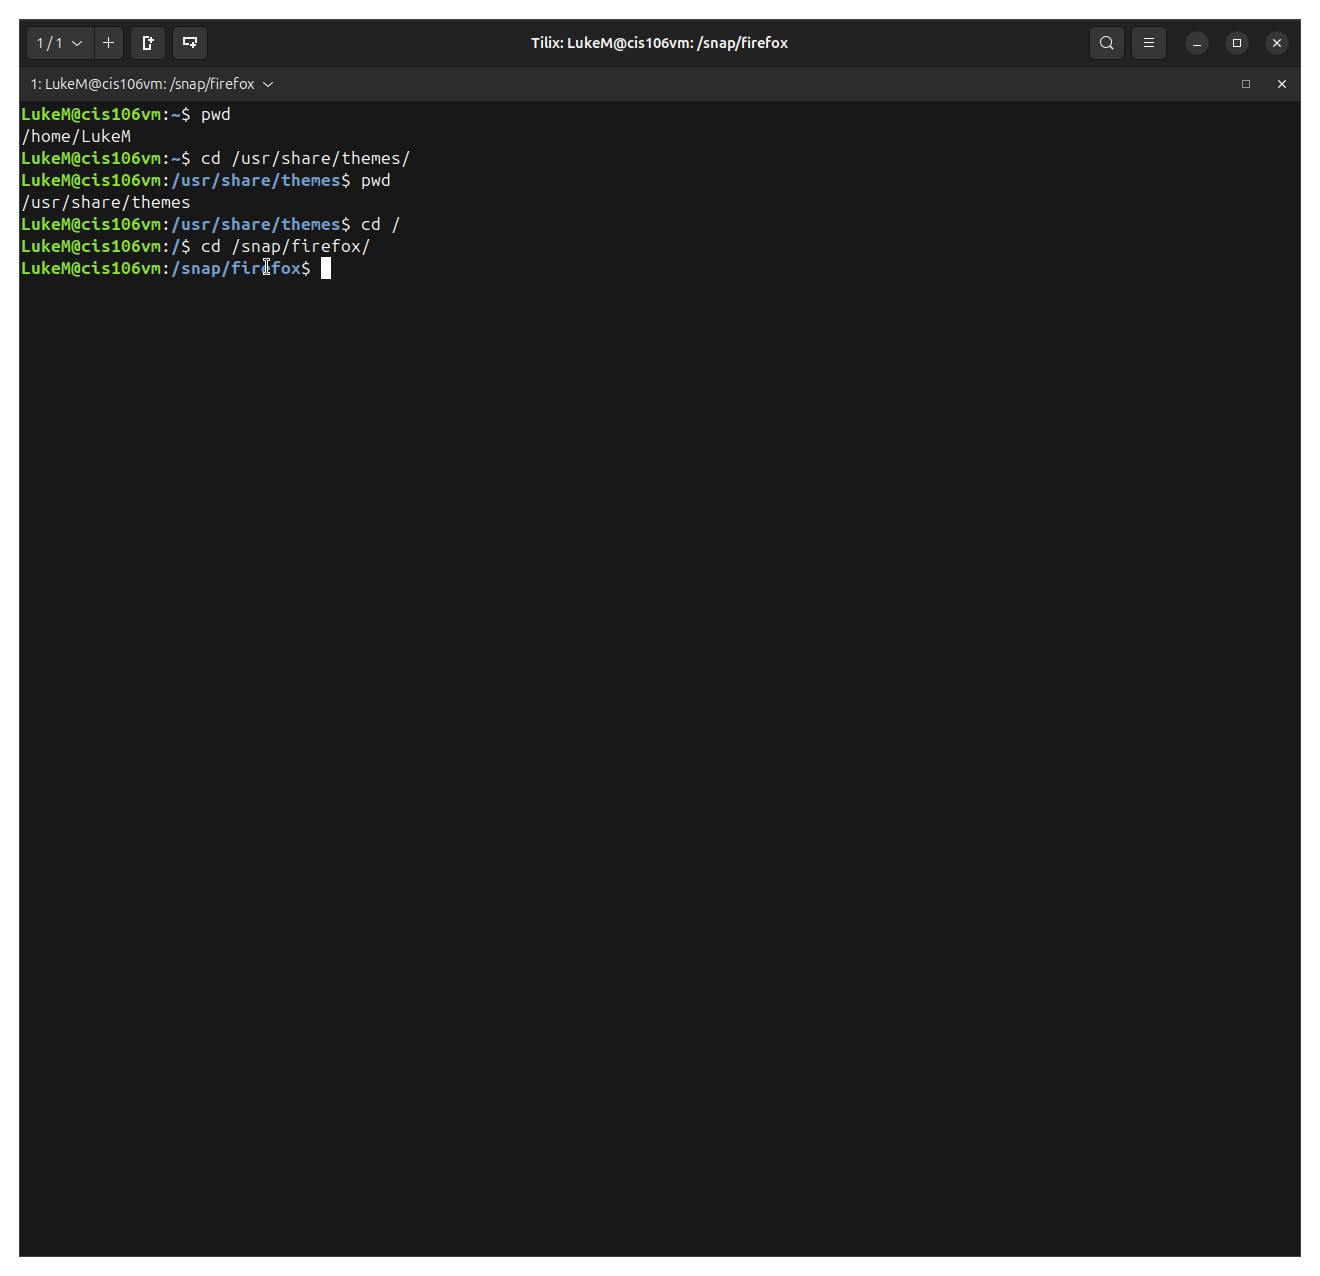 1 / 1
Tilix: LukeM@cis106vm: /snap/firefox
1: LukeM@cis106vm: /snap/firefox
LukeM@cis106vm:~$ pwd
/home/LukeM
LukeM@cis106vm:~$ cd /usr/share/themes/
LukeM@cis106vm:/usr/share/themes$ pwd
/usr/share/themes
LukeM@cis106vm:/usr/share/themes$ cd /
LukeM@cis106vm:/$ cd /snap/firefox/
LukeM@cis106vm:/snap/firefox$